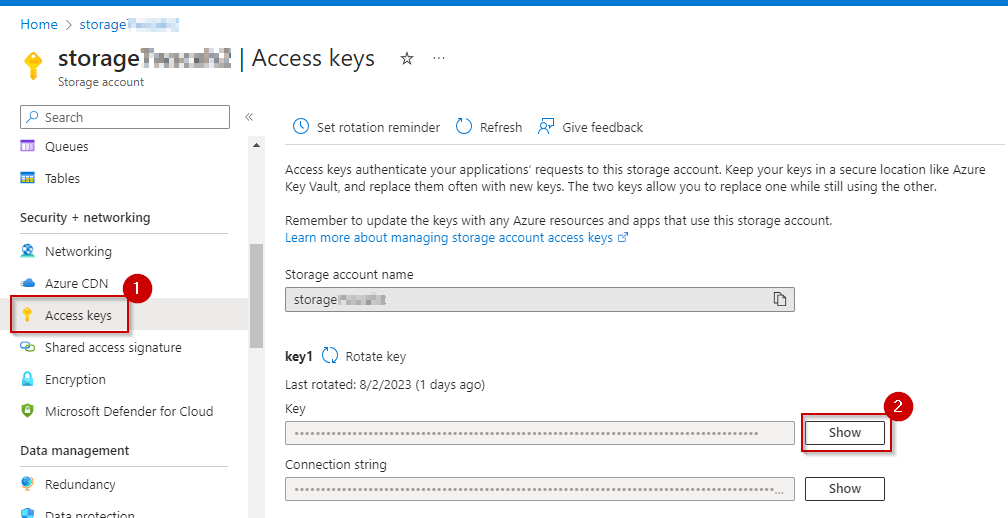 Home > storage
storage | Access keys ☆ ...
Storage account
Search «
Queues
Tables
Security + networking
Networking
Azure CDN
1
Access keys
Shared access signature
Encryption
Microsoft Defender for Cloud
Data management
Redundancy
Data protection
Set rotation reminder Refresh Give feedback
Access keys authenticate your applications' requests to this storage account. Keep your keys in a secure location like Azure
Key Vault, and replace them often with new keys. The two keys allow you to replace one while still using the other.
Remember to update the keys with any Azure resources and apps that use this storage account.
Learn more about managing storage account access keys
Storage account name
storage
key1 Rotate key
Last rotated: 8/2/2023 (1 days ago)
Key
2
Show
Connection string
Show